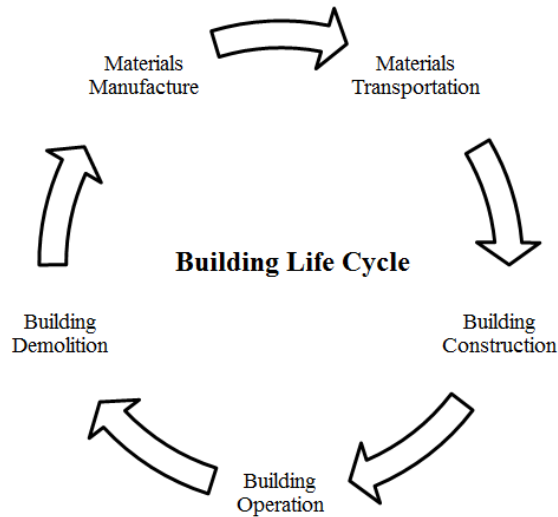 Materials
Manufacture
Materials
Transportation
Building Life Cycle
Building
Demolition
Building
Construction
Building
Operation